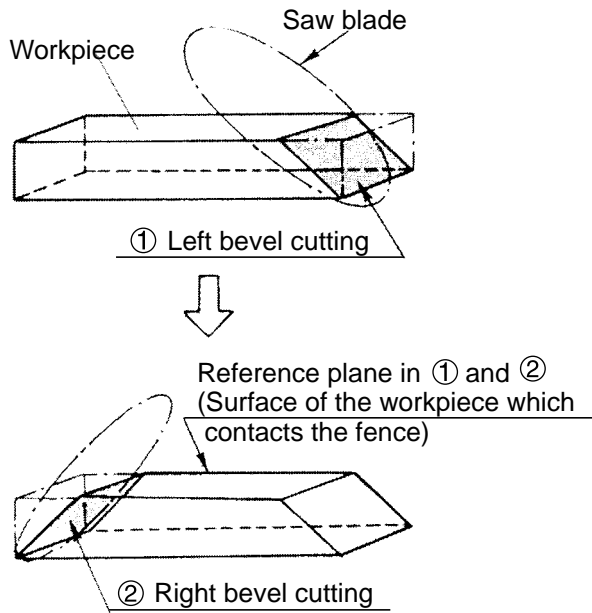 Saw blade
Workpiece
① Left bevel cutting
Reference plane in ① and ②
(Surface of the workpiece which
contacts the fence)
② Right bevel cutting